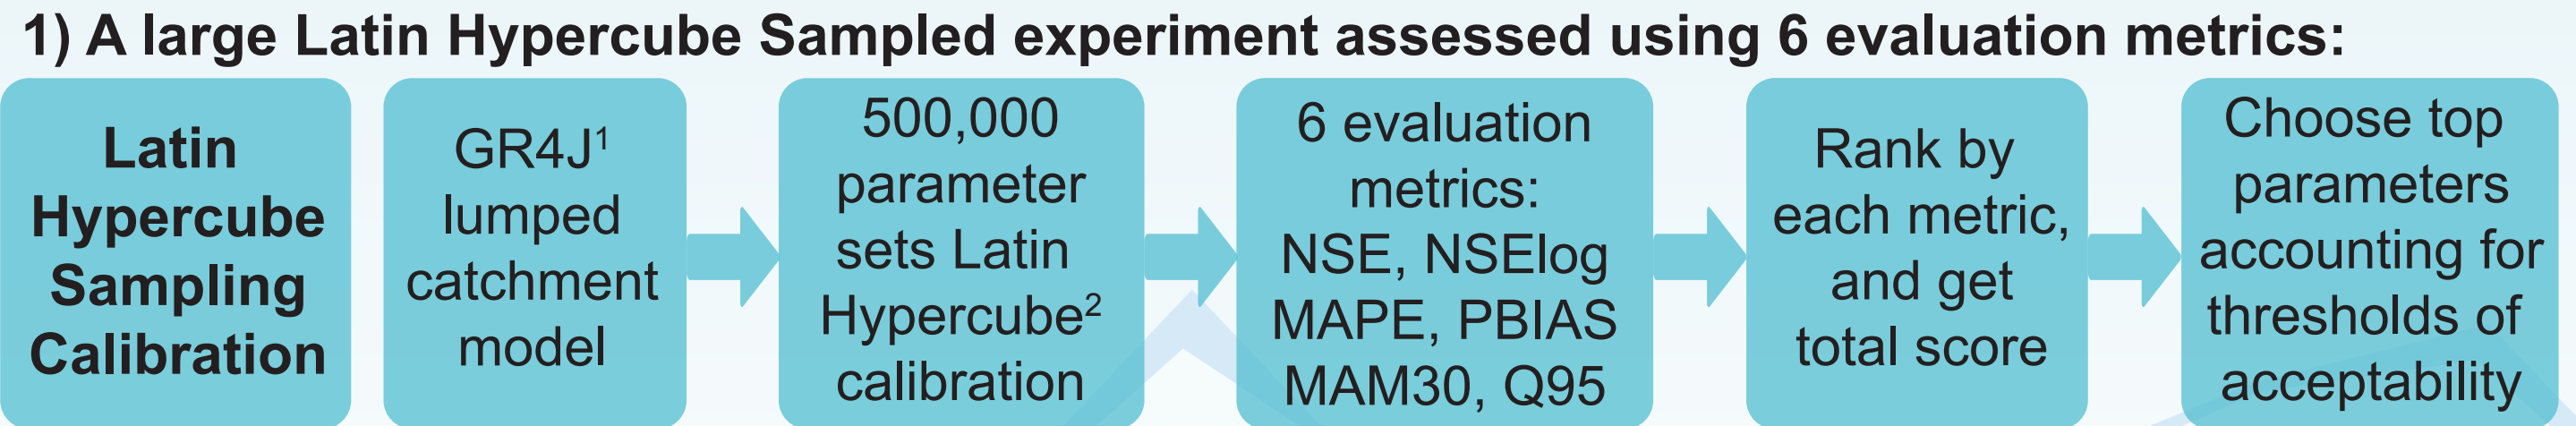 1) A large Latin Hypercube Sampled experiment assessed using 6 evaluation metrics:
Latin
Hypercube
Sampling
Calibration
GR4J¹
lumped
catchment
model
500,000
parameter
sets Latin
Hypercube²
calibration
6 evaluation
metrics:
NSE, NSElog
MAPE, PBIAS
MAM30, Q95
Rank by
each metric,
and get
total score
Choose top
parameters
accounting for
thresholds of
acceptability